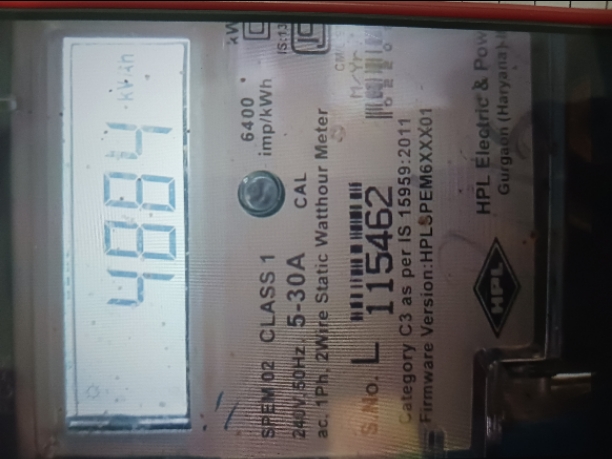 4884 kWh
6400
imp/kWh
SPEM 02 CLASS 1
240V,50Hz, 5-30A CAL
ac, 1Ph, 2Wire Static Watthour Meter
M/Yr.
S.No. L 115462
Category C3 as per IS 15959:2011
Firmware Version:HPLSPEM6XXX01
HPL
HPL Electric &
Gurgaon (Haryana)